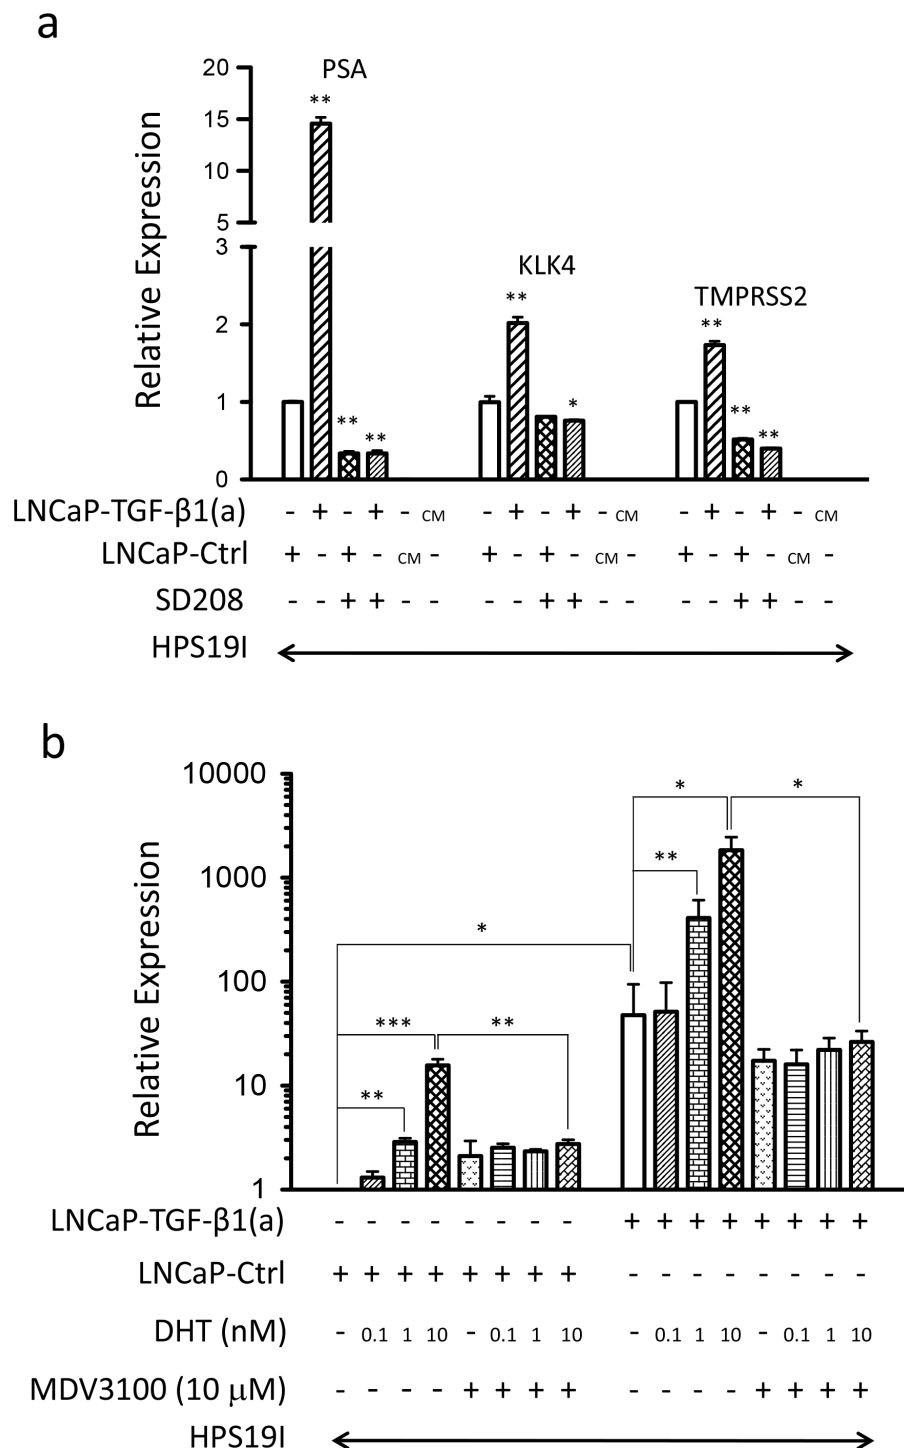 a
20
PSA
**
15
10
5
3
KLK4
**
TMPRSS2
**
2
1
** ** * ** **
0
Relative Expression
LNCaP-TGF-β1(a) - + - + - CM - + - + - CM - + - + - CM
LNCaP-Ctrl + - + - CM - + - + - CM - + - + - CM -
SD208 - - + + - - - - + + - - - - + + - -
HPS19I
b
10000
* *
1000
**
*
100
*** **
10
**
1
Relative Expression
LNCaP-TGF-β1(a) - - - - - - - - + + + + + + + +
LNCaP-Ctrl + + + + + + + + - - - - - - - -
DHT (nM) - 0.1 1 10 - 0.1 1 10 - 0.1 1 10 - 0.1 1 10
MDV3100 (10 μM) - - - - + + + + - - - - + + + +
HPS19I